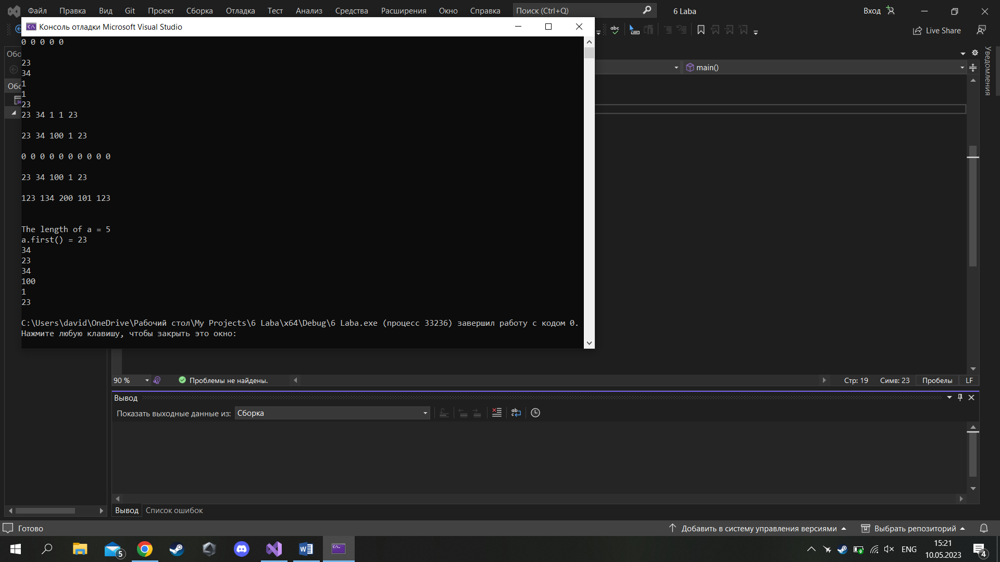 Файл Правка Вид Git Проект Сборка Отладка Тест Анализ Средства Расширения Окно Справка Поиск (Ctrl+Q) 6 Laba Вход
Консоль отладки Microsoft Visual Studio
Live Share
0 0 0 0 0
23
34
1
1
23
23 34 1 1 23
23 34 100 1 23
0 0 0 0 0 0 0 0 0 0
23 34 100 1 23
123 134 200 101 123
The length of a = 5
a.first() = 23
34
23
34
100
1
23
C:\Users\david\OneDrive\Рабочий стол\My Projects\6 Laba\x64\Debug\6 Laba.exe (процесс 33236) завершил работу с кодом 0.
Нажмите любую клавишу, чтобы закрыть это окно:
Обо
Обо
main()
Уведомления
90 % Проблемы не найдены. Стр: 19 Симв: 23 Пробелы LF
Вывод
Показать выходные данные из: Сборка
Вывод Список ошибок
Готово Добавить в систему управления версиями Выбрать репозиторий
5
ENG
15:21
10.05.2023
4